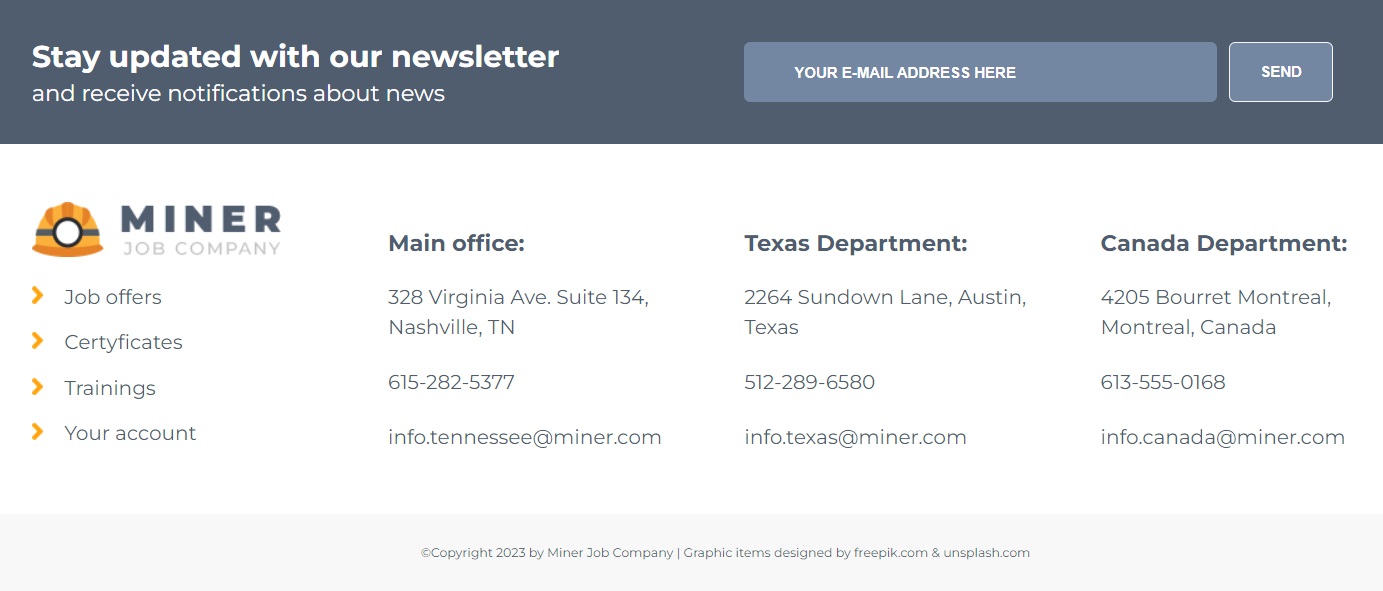 Stay updated with our newsletter
and receive notifications about news
YOUR E-MAIL ADDRESS HERE
SEND
MINER
JOB COMPANY
Job offers
Certyficates
Trainings
Your account
Main office:
328 Virginia Ave. Suite 134,
Nashville, TN
615-282-5377
info.tennessee@miner.com
Texas Department:
2264 Sundown Lane, Austin,
Texas
512-289-6580
info.texas@miner.com
Canada Department:
4205 Bourret Montreal,
Montreal, Canada
613-555-0168
info.canada@miner.com
©Copyright 2023 by Miner Job Company | Graphic items designed by freepik.com & unsplash.com